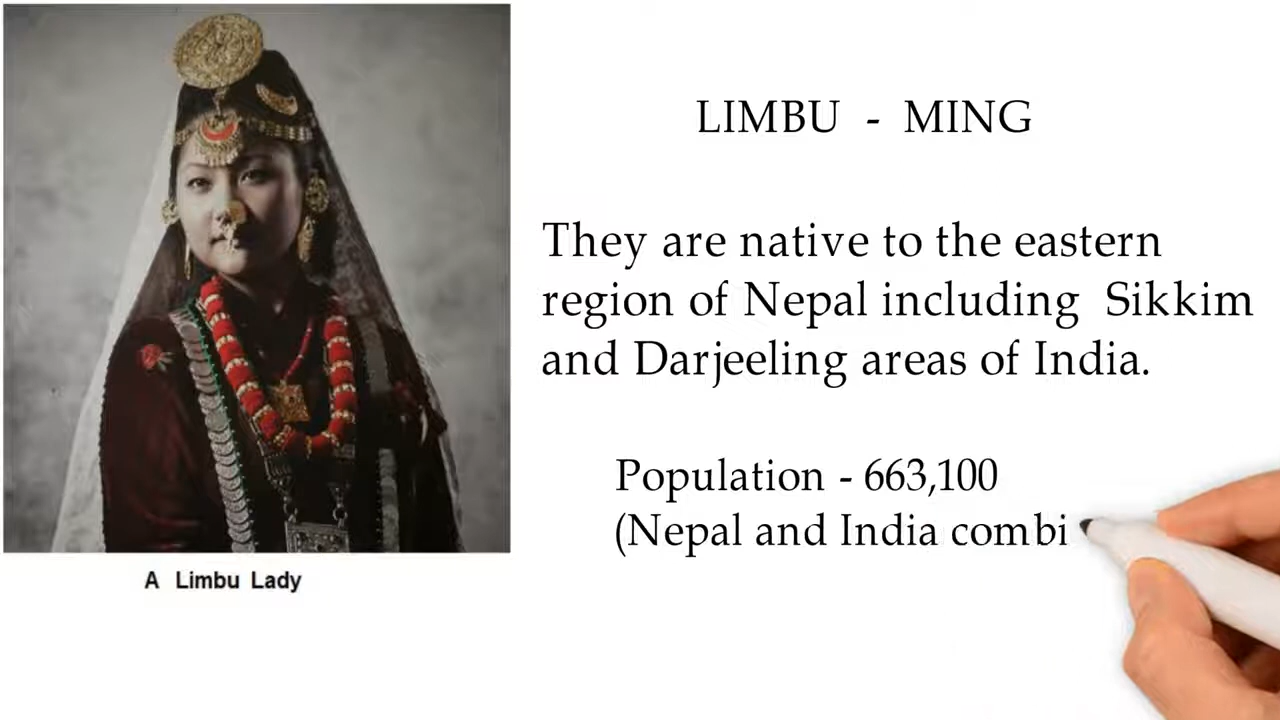 LIMBU - MING
They are native to the eastern
region of Nepal including Sikkim
and Darjeeling areas of India.
Population - 663,100
(Nepal and India combi
A Limbu Lady